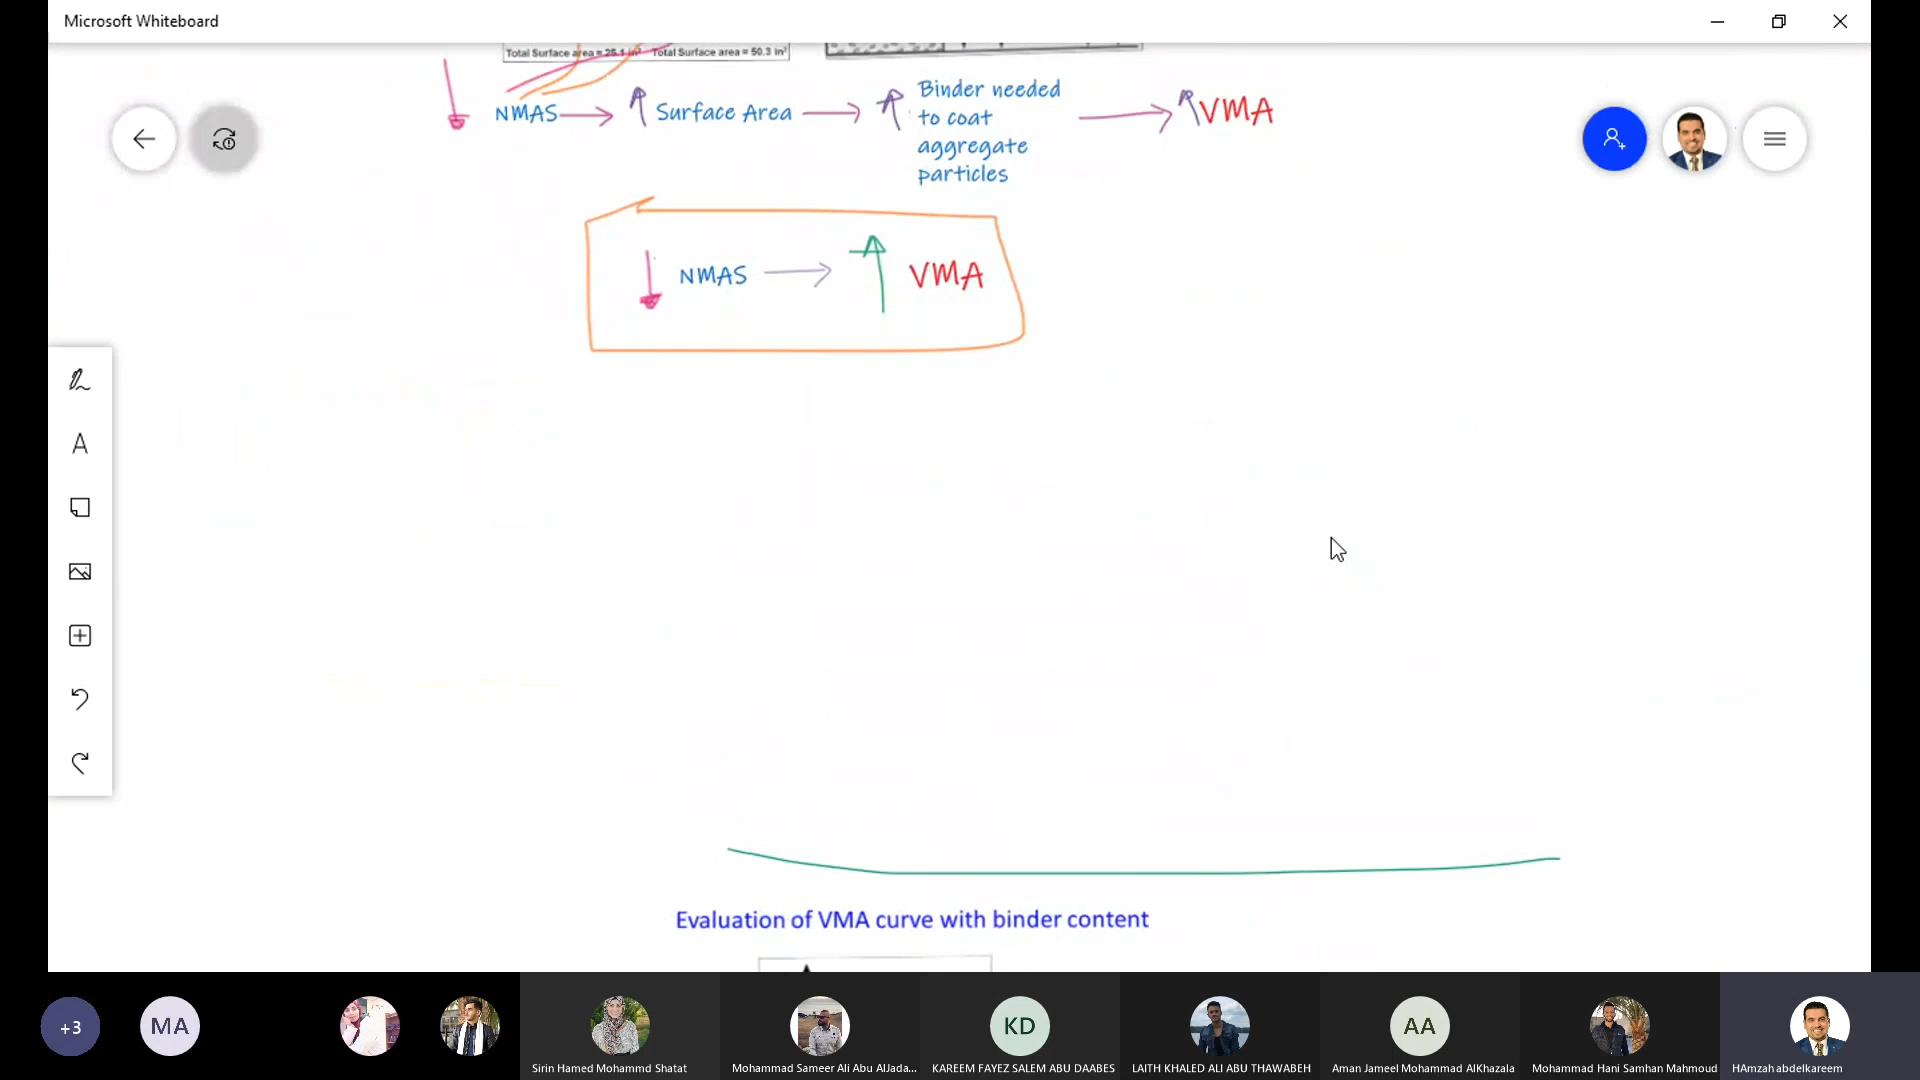 Microsoft Whiteboard
Total Surface area = 25.1 in² Total Surface area = 50.3 in²
NMAS Surface Area Binder needed to coat aggregate particles VMA
NMAS VMA
Evaluation of VMA curve with binder content
+3
MA
KD
AA
Sirin Hamed Mohammd Shatat
Mohammad Sameer Ali Abu AlJada...
KAREEM FAYEZ SALEM ABU DAABES
LAITH KHALED ALI ABU THAWABEH
Aman Jameel Mohammad AlKhazala
Mohammad Hani Samhan Mahmoud
HAmzah abdelkareem